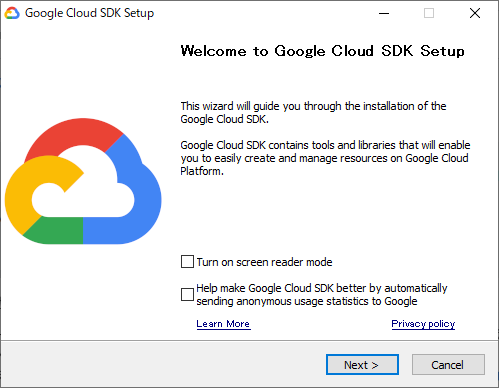 Google Cloud SDK Setup
Welcome to Google Cloud SDK Setup
This wizard will guide you through the installation of the
Google Cloud SDK.
Google Cloud SDK contains tools and libraries that will enable
you to easily create and manage resources on Google Cloud
Platform.
Turn on screen reader mode
Help make Google Cloud SDK better by automatically
sending anonymous usage statistics to Google
Learn More
Privacy policy
Next >
Cancel